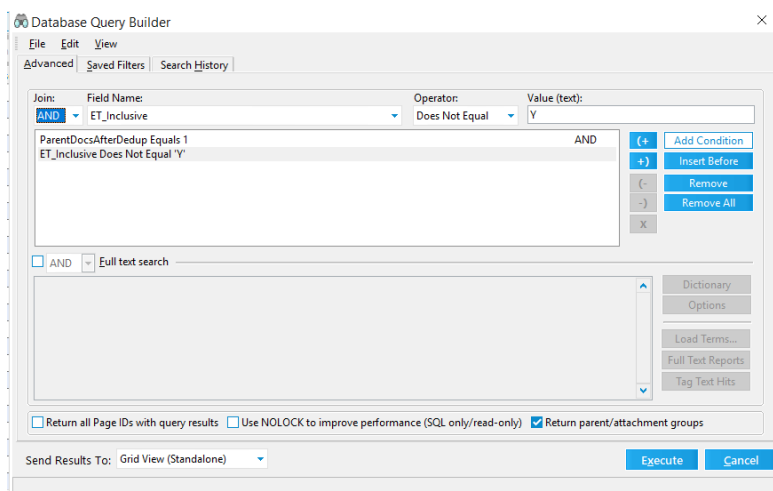 Database Query Builder
File Edit View
Advanced Saved Filters Search History
Join: Field Name: Operator: Value (text):
AND ET_Inclusive Does Not Equal Y
ParentDocsAfterDedup Equals 1 AND (+ Add Condition
ET_Inclusive Does Not Equal 'Y' +) Insert Before
(- Remove
-) Remove All
X
AND Full text search
Dictionary
Options
Load Terms...
Full Text Reports
Tag Text Hits
Return all Page IDs with query results Use NOLOCK to improve performance (SQL only/read-only) Return parent/attachment groups
Send Results To: Grid View (Standalone) Execute Cancel